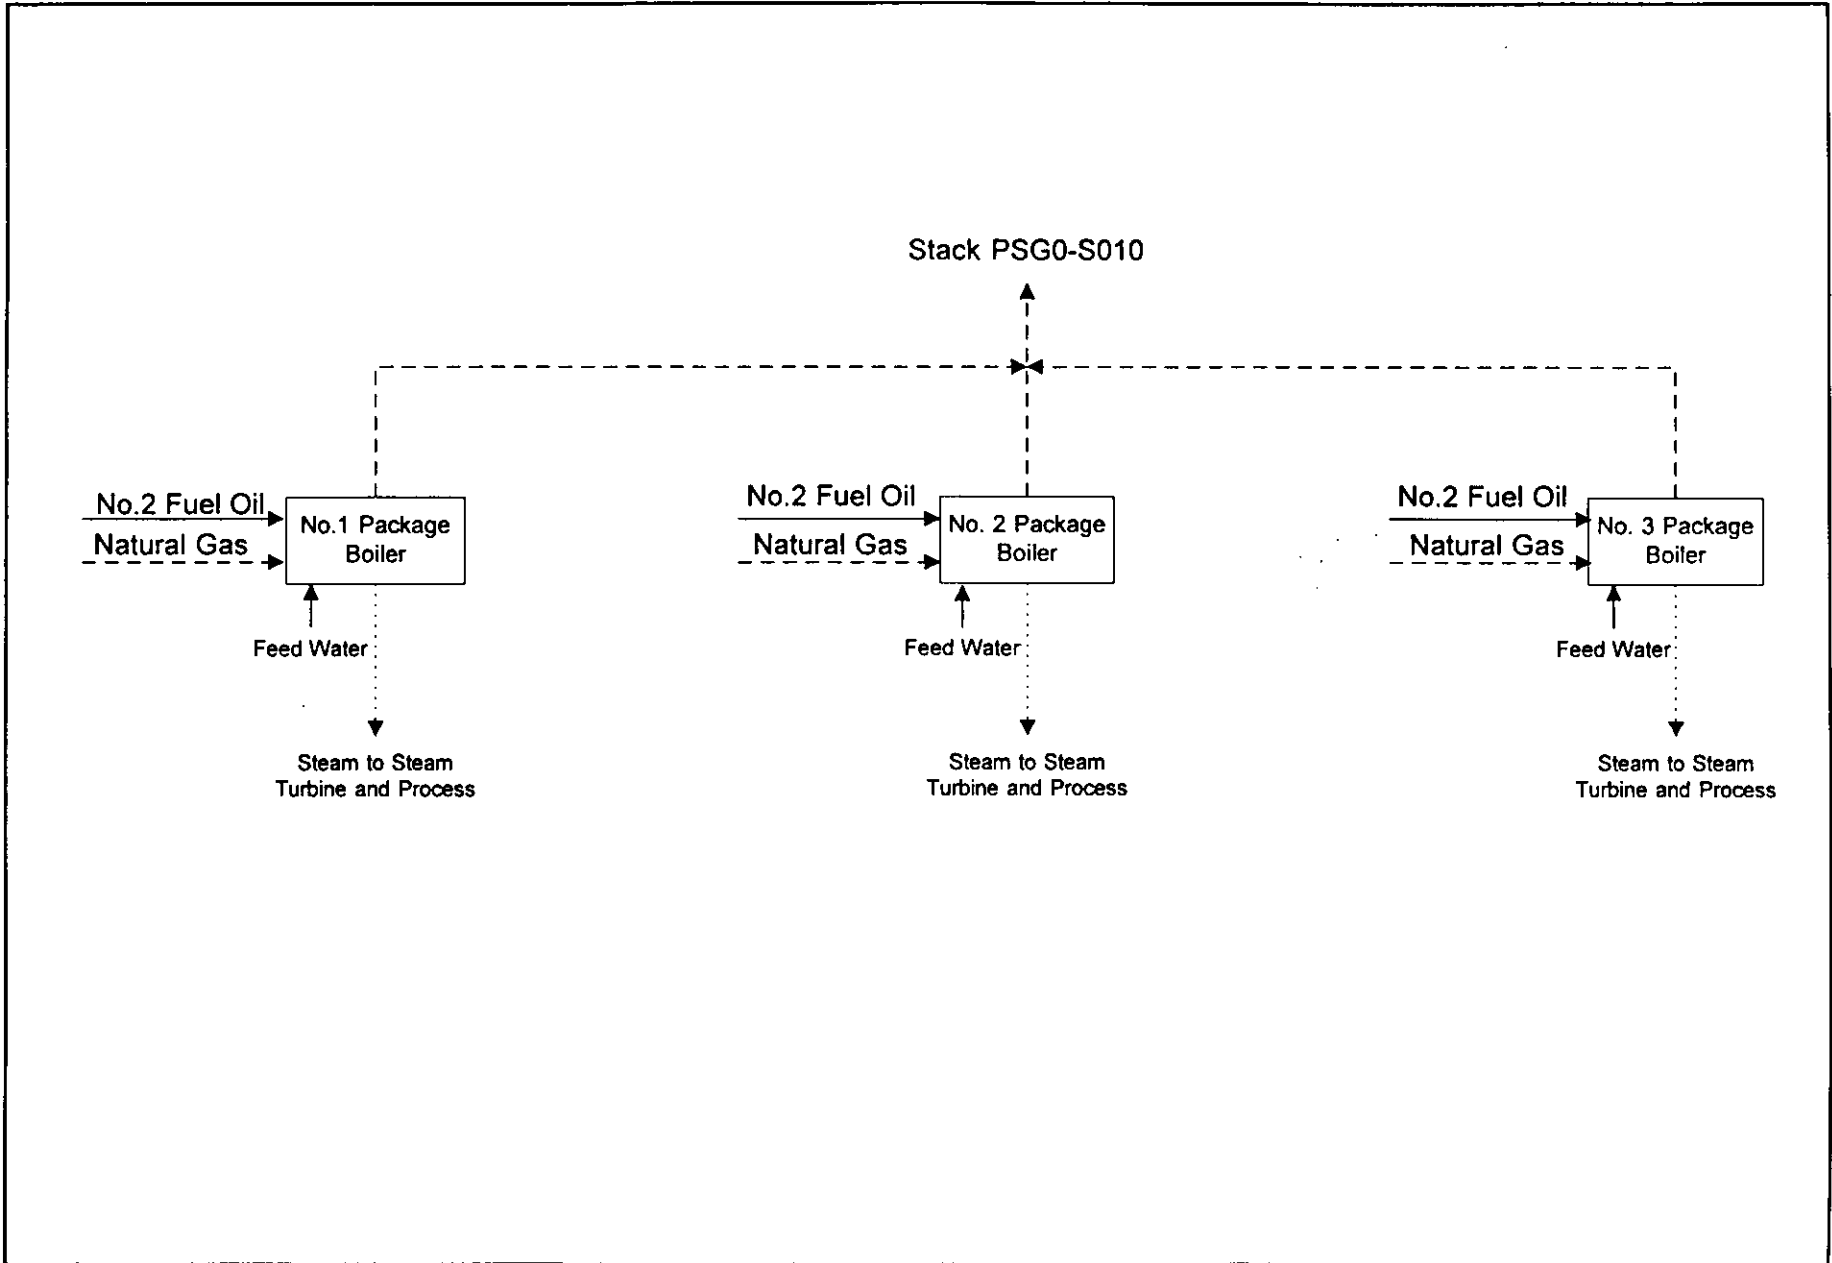 Stack PSG0-S010
No.2 Fuel Oil
Natural Gas
No.1 Package
Boiler
Feed Water
Steam to Steam
Turbine and Process
No.2 Fuel Oil
Natural Gas
No. 2 Package
Boiler
Feed Water
Steam to Steam
Turbine and Process
No.2 Fuel Oil
Natural Gas
No. 3 Package
Boiler
Feed Water
Steam to Steam
Turbine and Process